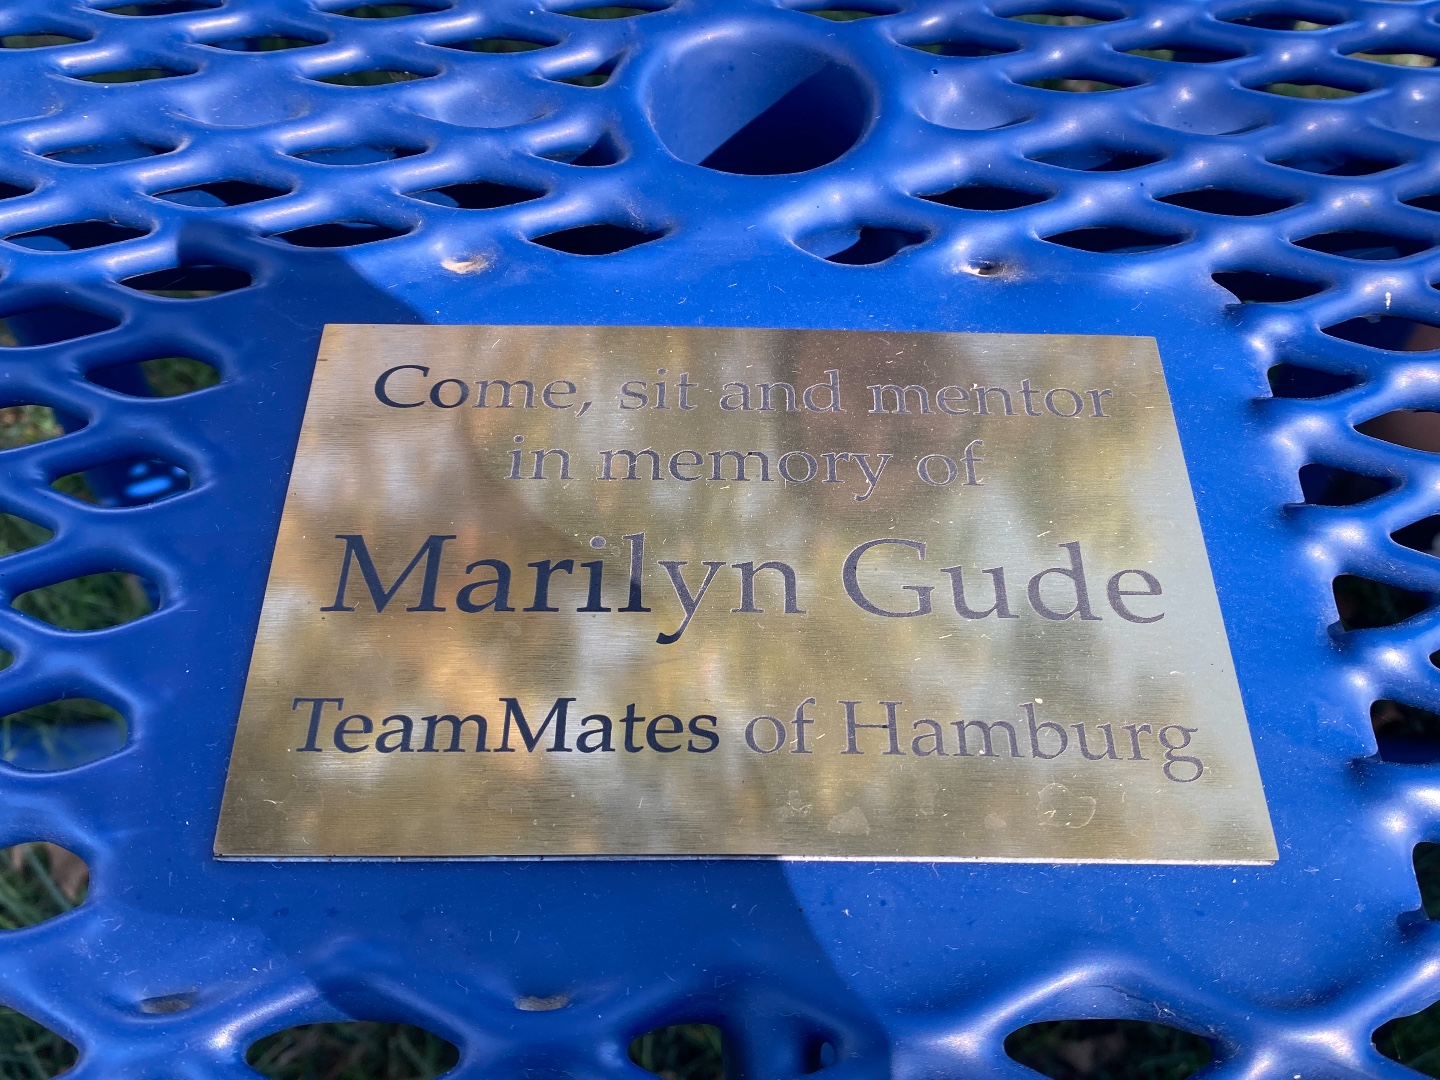 Come, sit and mentor
in memory of
Marilyn Gude
TeamMates of Hamburg